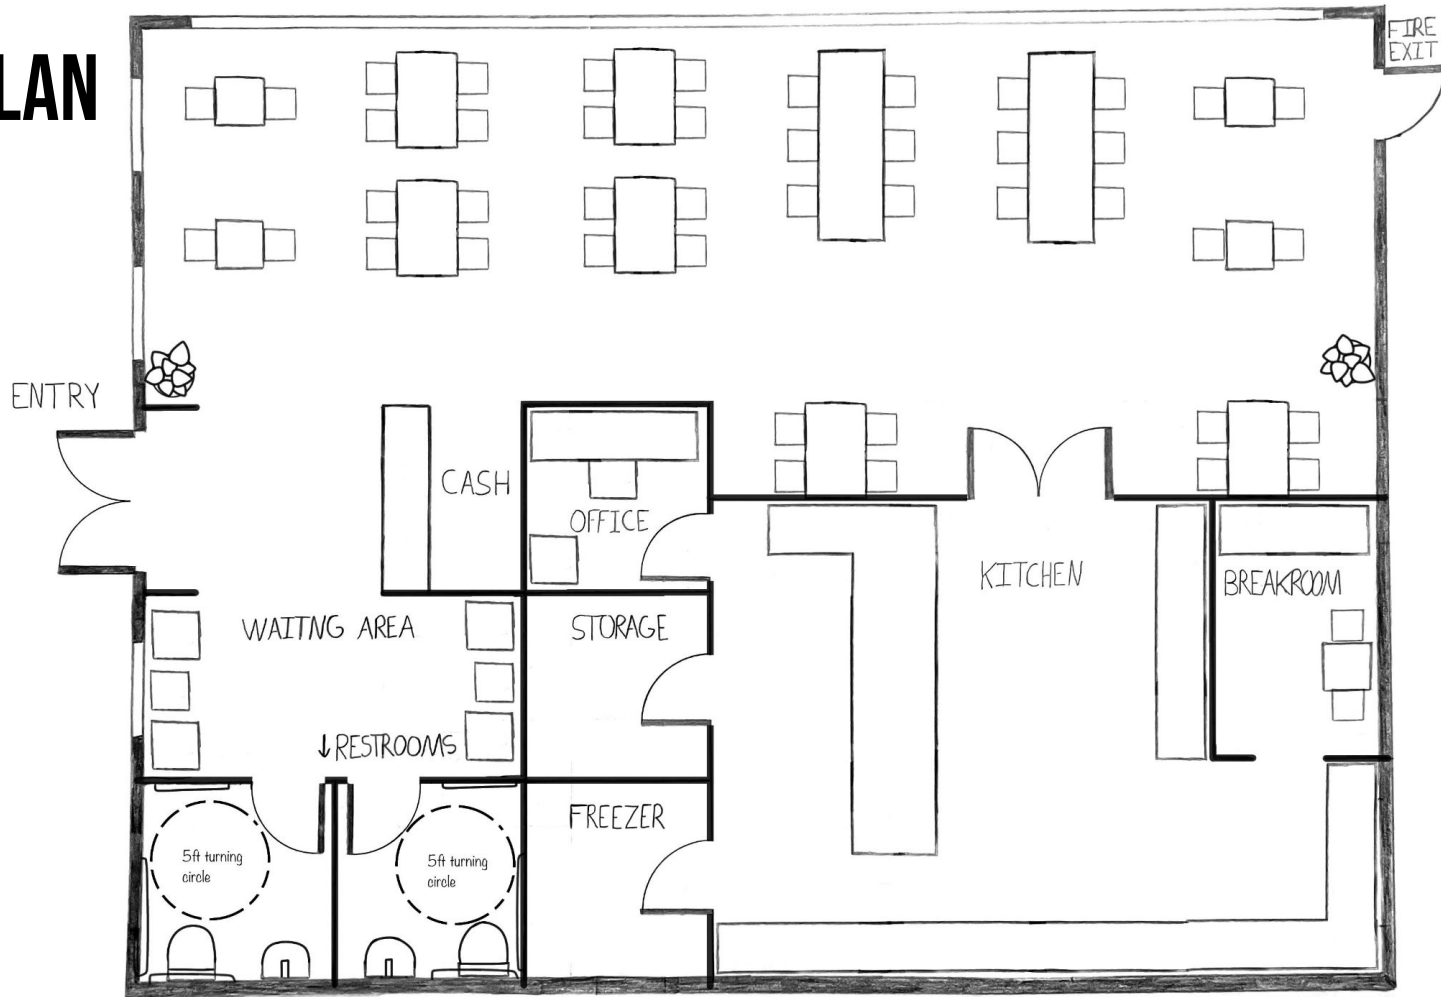 LAN
FIRE
EXIT
ENTRY
CASH
OFFICE
KITCHEN
BREAKROOM
WAITNG AREA
STORAGE
↓RESTROOMS
FREEZER
5ft turning
circle
5ft turning
circle